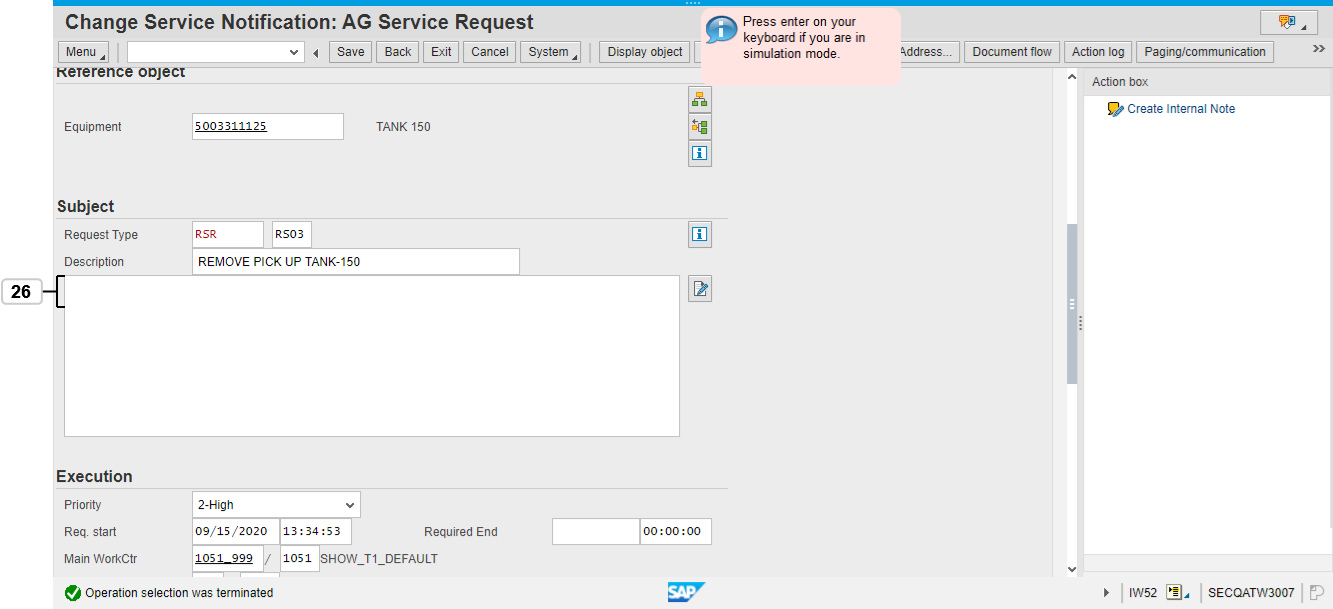 Change Service Notification: AG Service Request
Press enter on your
keyboard if you are in
simulation mode.
Menu Save Back Exit Cancel System Display object Address... Document flow Action log Paging/communication
Reference object
Action box
Create Internal Note
Equipment 5003311125 TANK 150
Subject
Request Type RSR RS03
Description REMOVE PICK UP TANK-150
26
Execution
Priority 2-High
Req. start 09/15/2020 13:34:53 Required End 00:00:00
Main WorkCtr 1051_999 / 1051 SHOW_T1_DEFAULT
Operation selection was terminated SAP IW52 SECQATW3007